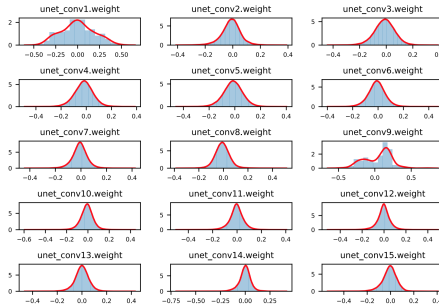 unet_conv1.weight unet_conv2.weight unet_conv3.weight
2
0
−0.50 −0.25 0.00 0.25 0.50
5
0
−0.4 −0.2 0.0 0.2 0.4
5
0
−0.4 −0.2 0.0 0.2 0.4
unet_conv4.weight unet_conv5.weight unet_conv6.weight
5
0
−0.4 −0.2 0.0 0.2 0.4
5
0
−0.4 −0.2 0.0 0.2 0.4
5
0
−0.4 −0.2 0.0 0.2 0.4
unet_conv7.weight unet_conv8.weight unet_conv9.weight
5
0
−0.2 0.0 0.2 0.4
5
0
−0.4 −0.2 0.0 0.2 0.4
2
0
−0.5 0.0 0.5
unet_conv10.weight unet_conv11.weight unet_conv12.weight
5
0
−0.6 −0.4 −0.2 0.0 0.2 0.4
5
0
−0.4 −0.2 0.0 0.2 0.4
5
0
−0.4 −0.2 0.0 0.2 0.4
unet_conv13.weight unet_conv14.weight unet_conv15.weight
5
0
−0.4 −0.2 0.0 0.2 0.4
5
0
−0.75 −0.50 −0.25 0.00 0.25
5
0
−0.4 −0.2 0.0 0.2 0.4